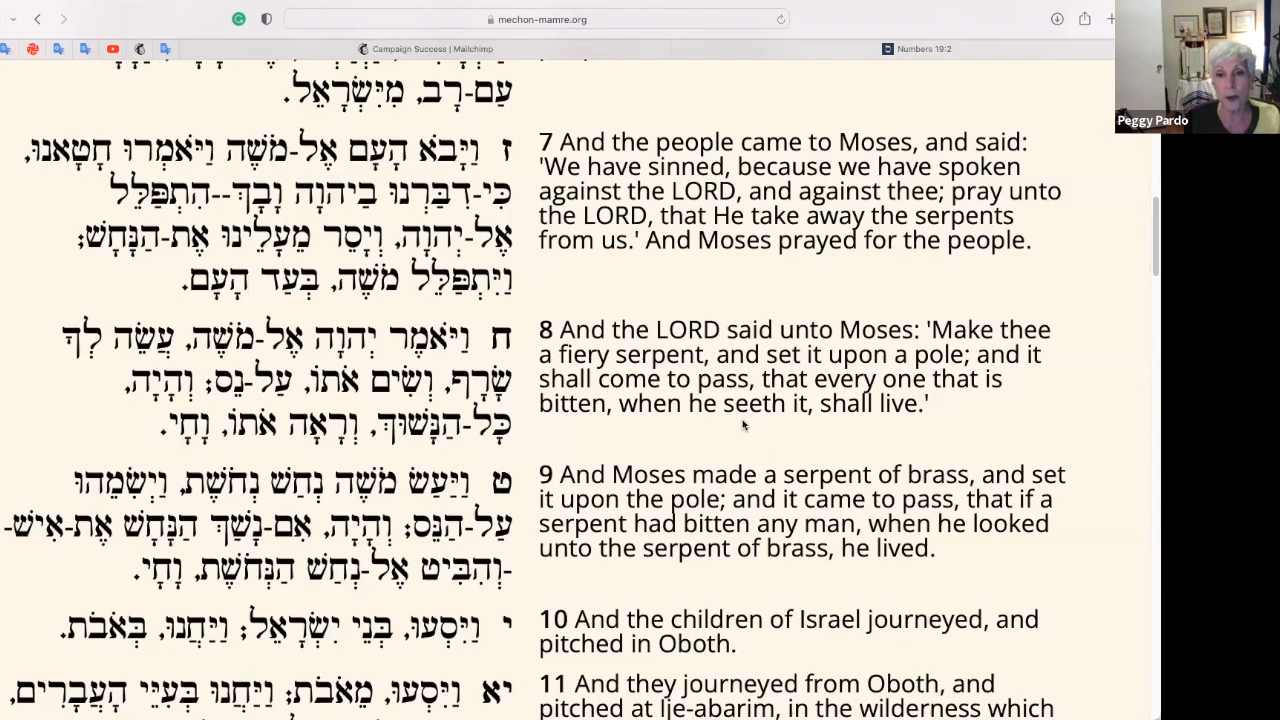 mechon-mamre.org
Campaign Success | Mailchimp
Numbers 19:2
Peggy Pardo
עַם-רָב, מִיִּשְׂרָאֵל.
ז וַיָּבֹא הָעָם אֶל-מֹשֶׁה וַיֹּאמְרוּ חָטָאנוּ,
כִּי-דִבַּרְנוּ בַיהוָה וָבָךְ--הִתְפַּלֵּל
אֶל-יְהוָה, וְיָסֵר מֵעָלֵינוּ אֶת-הַנָּחָשׁ;
וַיִּתְפַּלֵּל מֹשֶׁה, בְּעַד הָעָם.
7 And the people came to Moses, and said:
'We have sinned, because we have spoken
against the LORD, and against thee; pray unto
the LORD, that He take away the serpents
from us.' And Moses prayed for the people.
ח וַיֹּאמֶר יְהוָה אֶל-מֹשֶׁה, עֲשֵׂה לְךָ
שָׂרָף, וְשִׂים אֹתוֹ, עַל-נֵס; וְהָיָה,
כָּל-הַנָּשׁוּךְ, וְרָאָה אֹתוֹ, וָחָי.
8 And the LORD said unto Moses: 'Make thee
a fiery serpent, and set it upon a pole; and it
shall come to pass, that every one that is
bitten, when he seeth it, shall live.'
ט וַיַּעַשׂ מֹשֶׁה נְחַשׁ נְחֹשֶׁת, וַיְשִׂמֵהוּ
עַל-הַנֵּס; וְהָיָה, אִם-נָשַׁךְ הַנָּחָשׁ אֶת-אִישׁ-
-וְהִבִּיט אֶל-נְחַשׁ הַנְּחֹשֶׁת, וָחָי.
9 And Moses made a serpent of brass, and set
it upon the pole; and it came to pass, that if a
serpent had bitten any man, when he looked
unto the serpent of brass, he lived.
י וַיִּסְעוּ, בְּנֵי יִשְׂרָאֵל; וַיַּחֲנוּ, בְּאֹבֹת.
10 And the children of Israel journeyed, and
pitched in Oboth.
יא וַיִּסְעוּ, מֵאֹבֹת; וַיַּחֲנוּ בְּעִיֵּי הָעֲבָרִים,
11 And they journeyed from Oboth, and
pitched at Ije-abarim, in the wilderness which